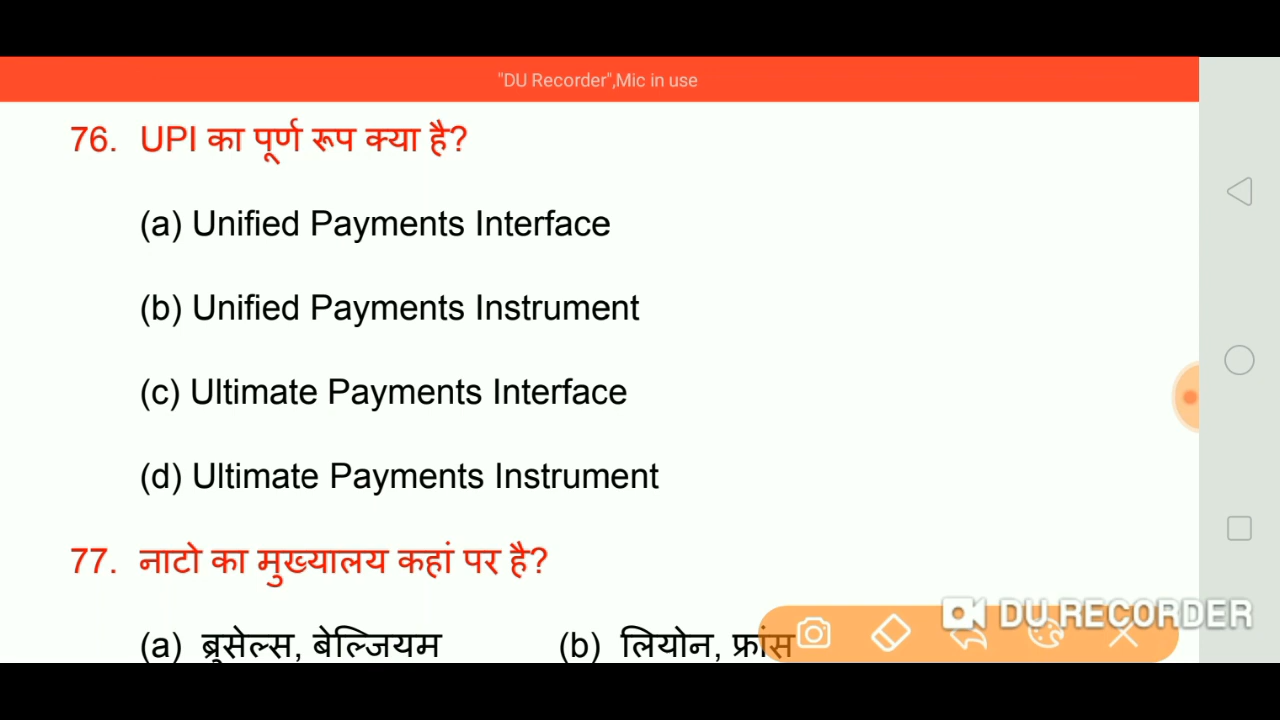 "DU Recorder",Mic in use
76. UPI का पूर्ण रूप क्या है?
(a) Unified Payments Interface
(b) Unified Payments Instrument
(c) Ultimate Payments Interface
(d) Ultimate Payments Instrument
77. नाटो का मुख्यालय कहां पर है?
(a) ब्रुसेल्स, बेल्जियम (b) लियोन, फ्रांस
DU RECORDER